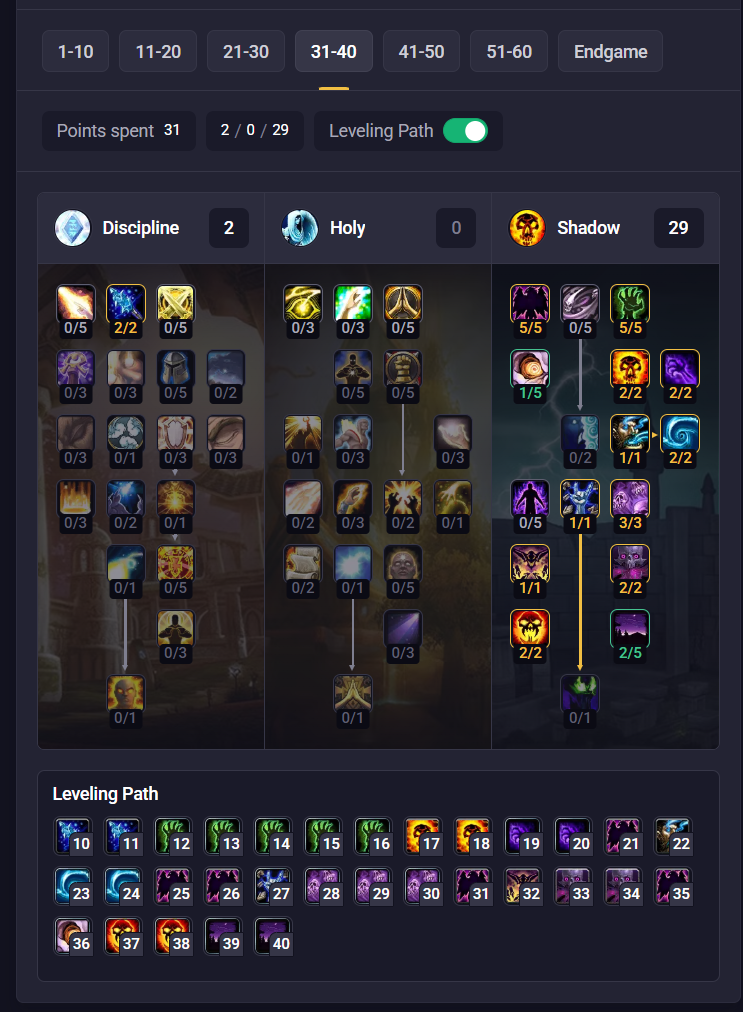 1-10 11-20 21-30 31-40 41-50 51-60 Endgame
Points spent 31 2 / 0 / 29 Leveling Path
Discipline 2 Holy 0 Shadow 29
0/5 2/2 0/5 0/3 0/3 0/5 5/5 0/5 5/5
0/3 0/3 0/5 0/2 0/5 0/5 1/5 2/2 2/2
0/3 0/1 0/3 0/3 0/1 0/3 0/3 0/2 1/1 2/2
0/3 0/2 0/1 0/2 0/3 0/2 0/1 0/5 1/1 3/3
0/1 0/5 0/2 0/1 0/5 1/1 2/2
0/3 0/3 2/2 2/5
0/1 0/1 0/1
Leveling Path
10 11 12 13 14 15 16 17 18 19 20 21 22
23 24 25 26 27 28 29 30 31 32 33 34 35
36 37 38 39 40